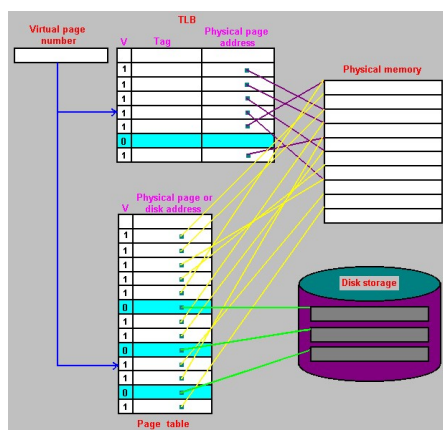 TLB
Virtual page
number
V Tag Physical page
address
1
1
1
1
1
0
1
Physical memory
Physical page or
V disk address
1
1
1
1
1
0
1
1
0
1
1
0
1
Disk storage
Page table